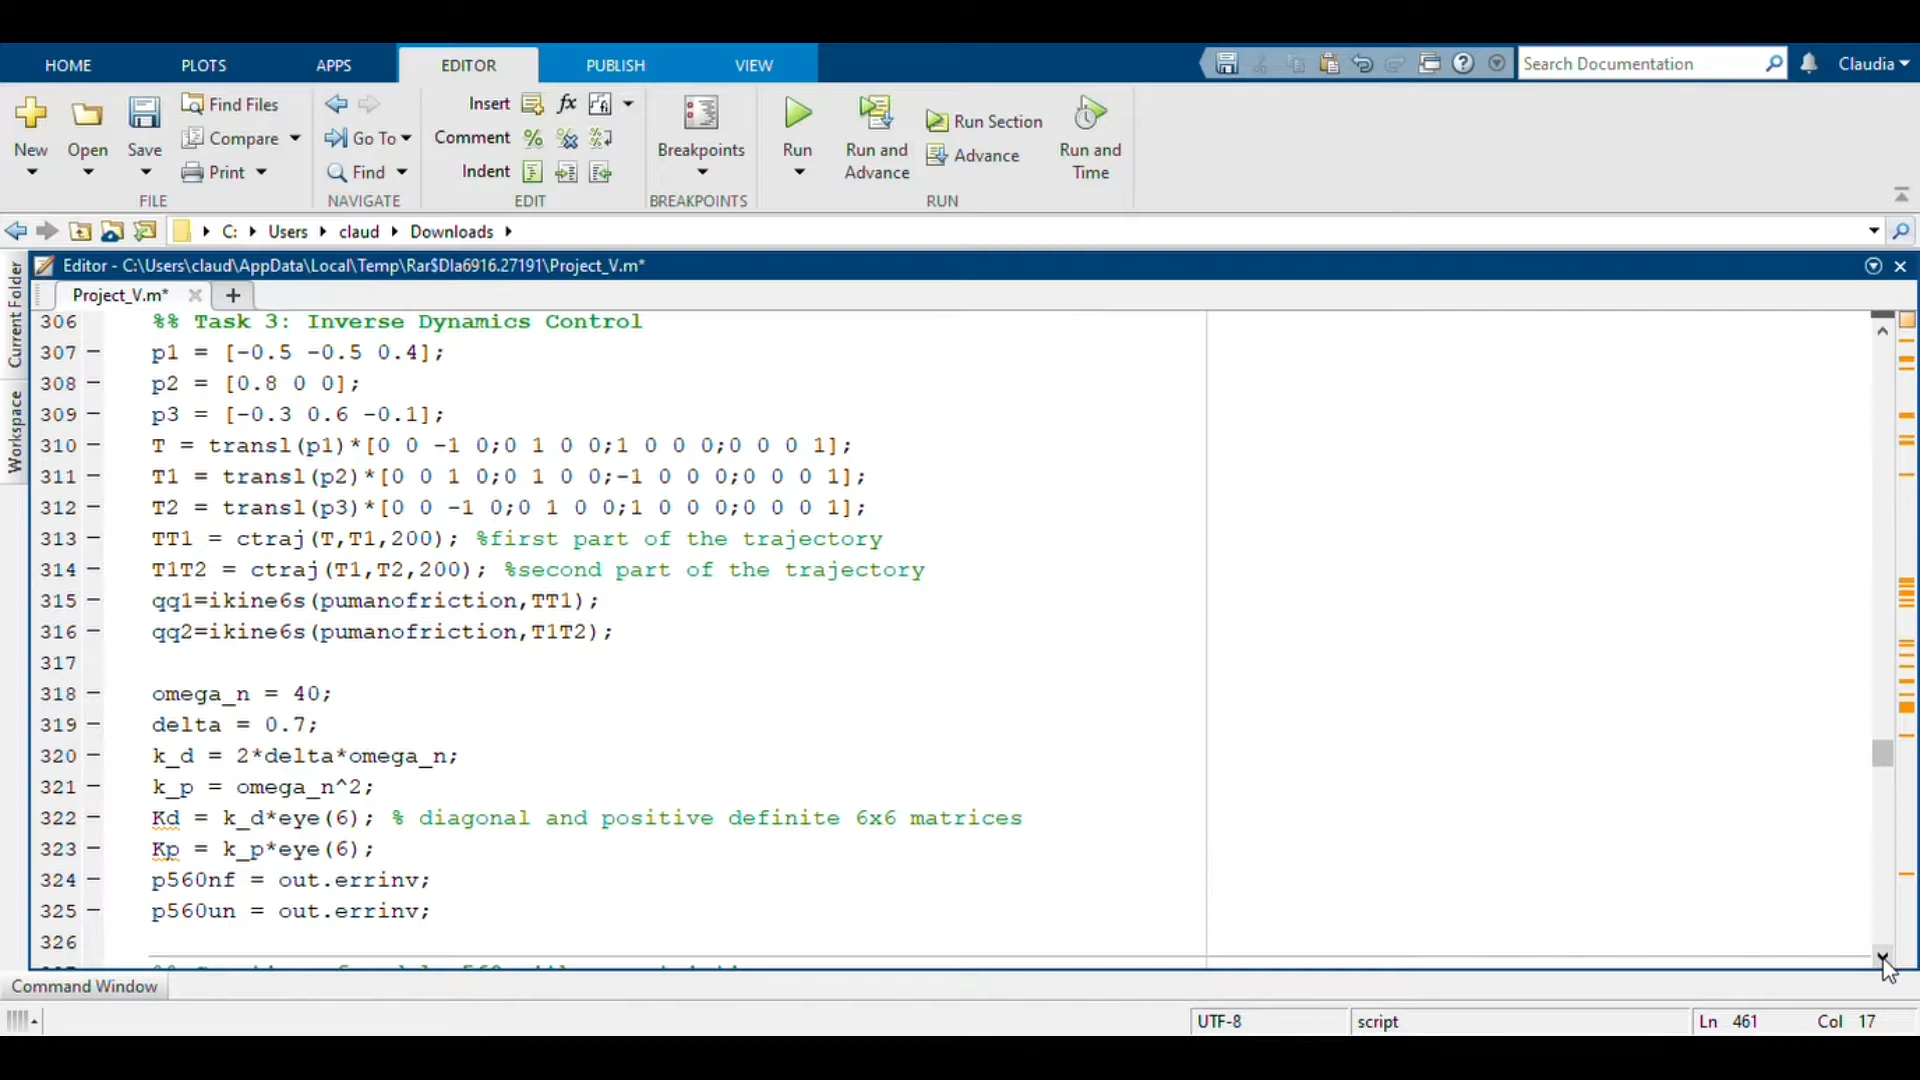 HOME PLOTS APPS EDITOR PUBLISH VIEW Search Documentation Claudia
New Open Save Find Files Compare Print FILE
Go To Find NAVIGATE
Insert fx Comment Indent EDIT
Breakpoints BREAKPOINTS
Run Run and Advance Run Section Advance Run and Time RUN
C: Users claud Downloads
Current Folder
Workspace
Editor - C:\Users\claud\AppData\Local\Temp\Rar$DIa6916.27191\Project_V.m*
Project_V.m*
306 %% Task 3: Inverse Dynamics Control
307 p1 = [-0.5 -0.5 0.4];
308 p2 = [0.8 0 0];
309 p3 = [-0.3 0.6 -0.1];
310 T = transl(p1)*[0 0 -1 0;0 1 0 0;1 0 0 0;0 0 0 1];
311 T1 = transl(p2)*[0 0 1 0;0 1 0 0;-1 0 0 0;0 0 0 1];
312 T2 = transl(p3)*[0 0 -1 0;0 1 0 0;1 0 0 0;0 0 0 1];
313 TT1 = ctraj(T,T1,200); %first part of the trajectory
314 T1T2 = ctraj(T1,T2,200); %second part of the trajectory
315 qq1=ikine6s(pumanofriction,TT1);
316 qq2=ikine6s(pumanofriction,T1T2);
317
318 omega_n = 40;
319 delta = 0.7;
320 k_d = 2*delta*omega_n;
321 k_p = omega_n^2;
322 Kd = k_d*eye(6); % diagonal and positive definite 6x6 matrices
323 Kp = k_p*eye(6);
324 p560nf = out.errinv;
325 p560un = out.errinv;
326
Command Window
UTF-8 script Ln 461 Col 17